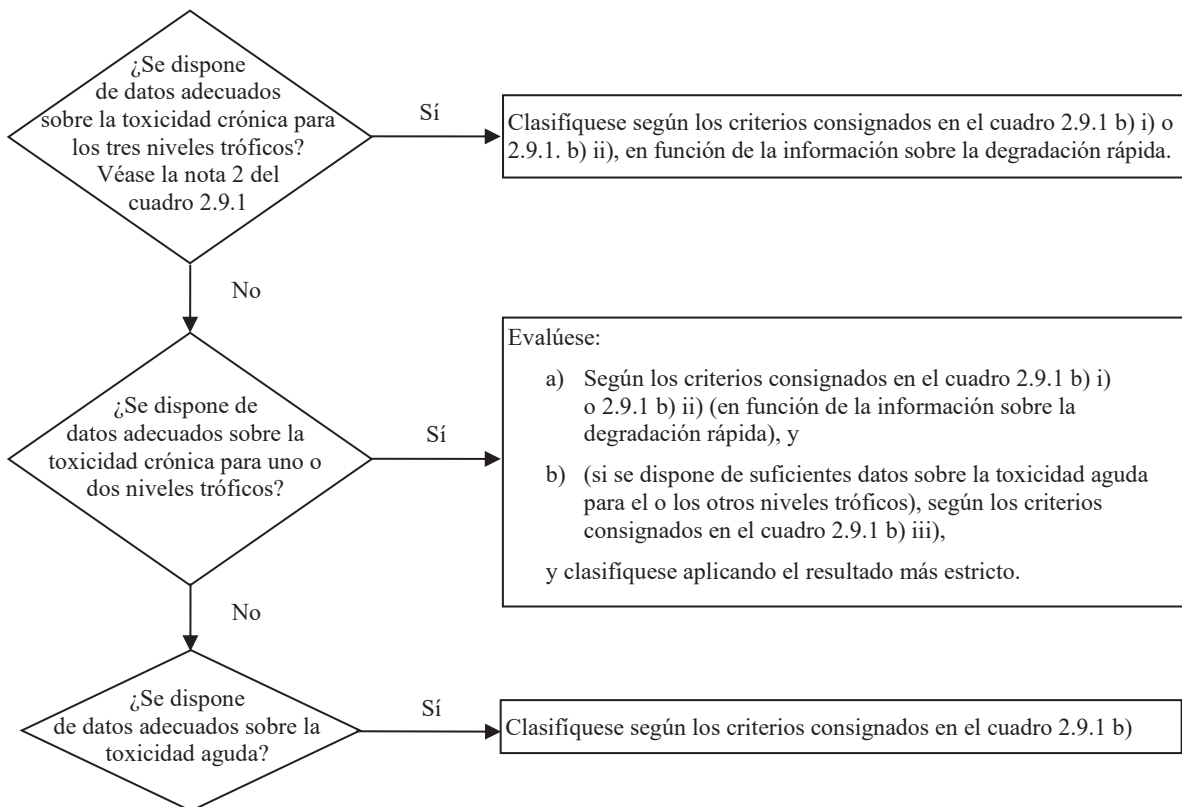 ¿Se dispone
de datos adecuados
sobre la toxicidad crónica para
los tres niveles tróficos?
Véase la nota 2 del
cuadro 2.9.1
Sí
Clasifíquese según los criterios consignados en el cuadro 2.9.1 b) i) o
2.9.1. b) ii), en función de la información sobre la degradación rápida.
No
¿Se dispone de
datos adecuados sobre la
toxicidad crónica para uno o
dos niveles tróficos?
Sí
Evalúese:
a) Según los criterios consignados en el cuadro 2.9.1 b) i)
o 2.9.1 b) ii) (en función de la información sobre la
degradación rápida), y
b) (si se dispone de suficientes datos sobre la toxicidad aguda
para el o los otros niveles tróficos), según los criterios
consignados en el cuadro 2.9.1 b) iii),
y clasifíquese aplicando el resultado más estricto.
No
¿Se dispone
de datos adecuados sobre la
toxicidad aguda?
Sí
Clasifíquese según los criterios consignados en el cuadro 2.9.1 b)